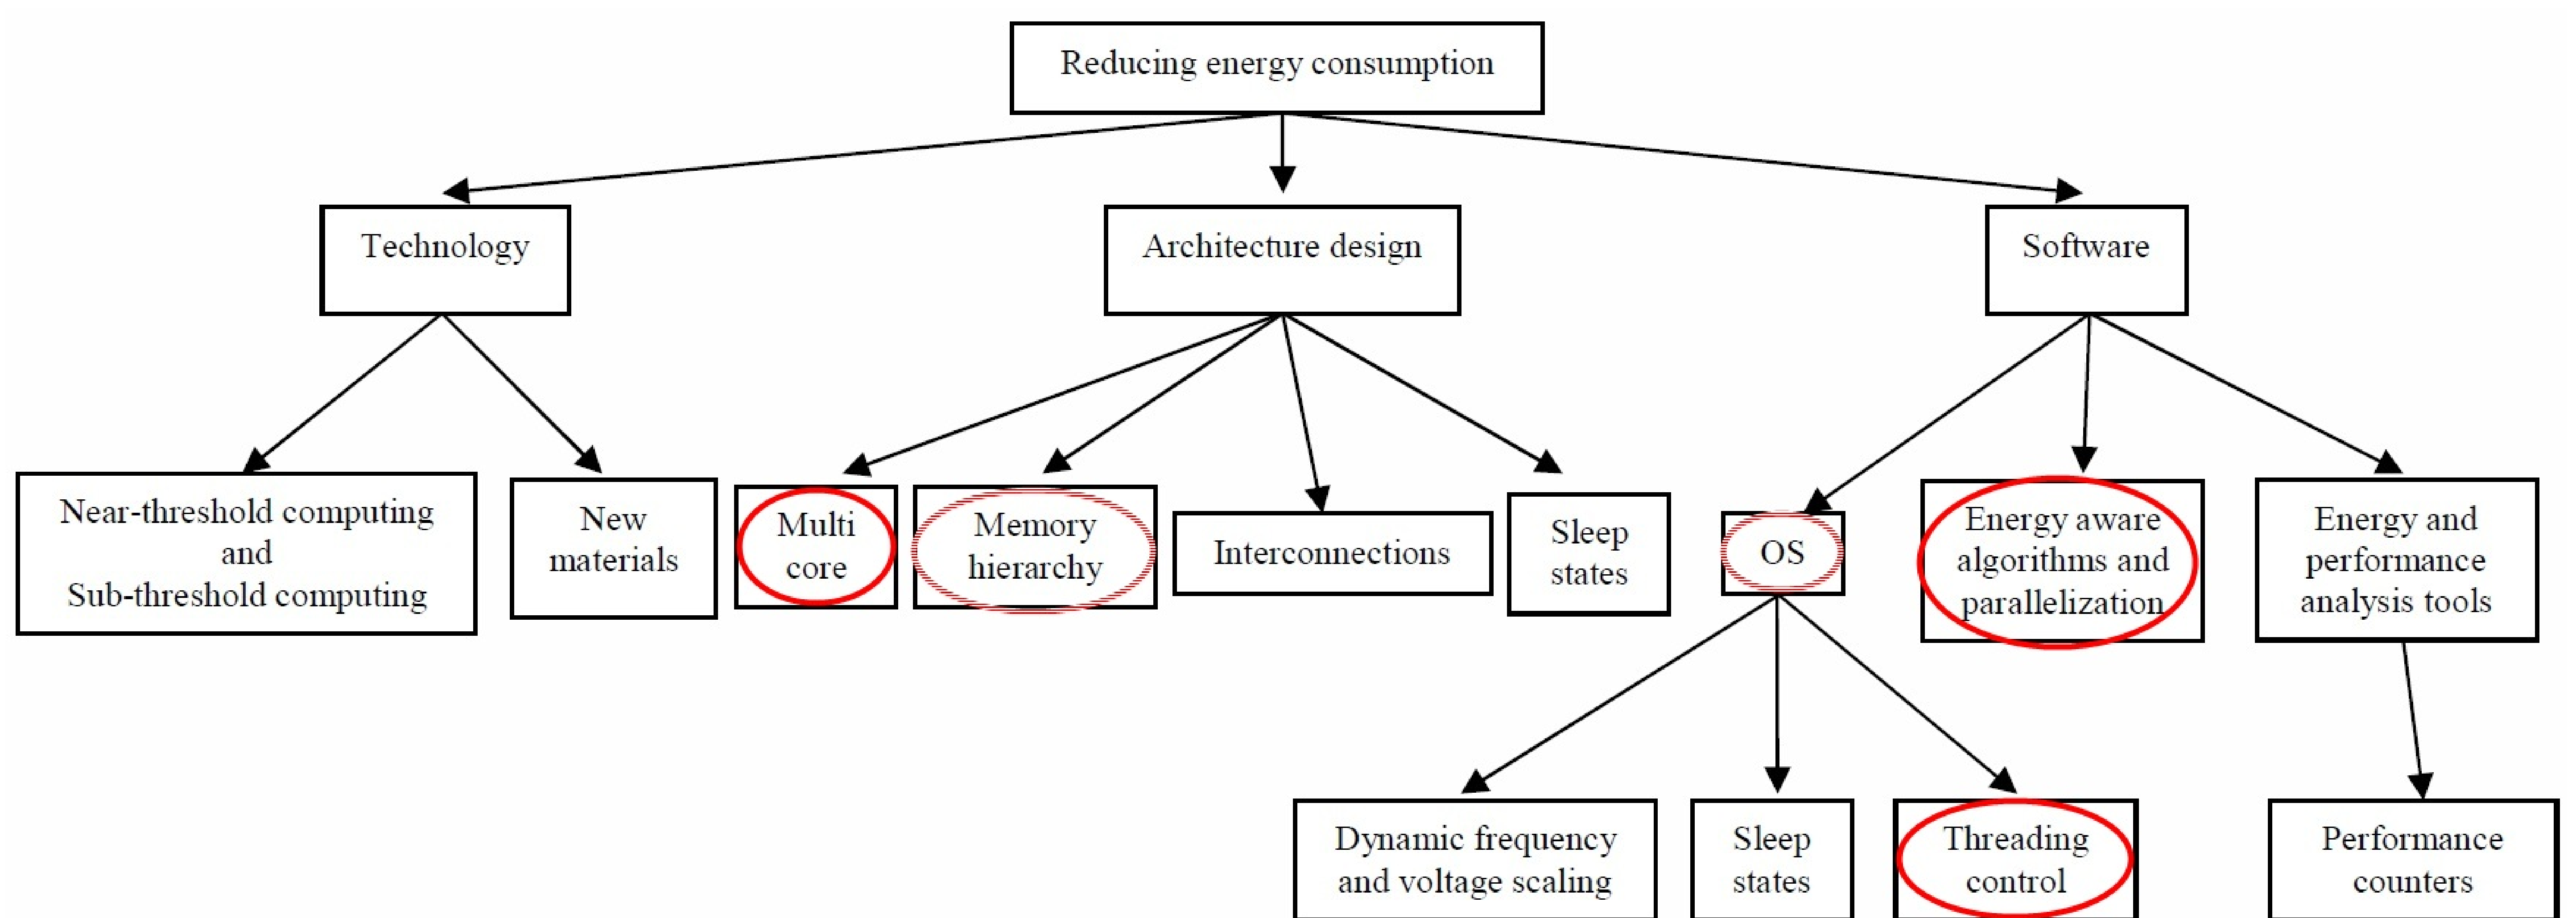 Reducing energy consumption
Technology
Architecture design
Software
Near-threshold computing
and
Sub-threshold computing
New
materials
Multi
core
Memory
hierarchy
Interconnections
Sleep
states
OS
Energy aware
algorithms and
parallelization
Energy and
performance
analysis tools
Dynamic frequency
and voltage scaling
Sleep
states
Threading
control
Performance
counters